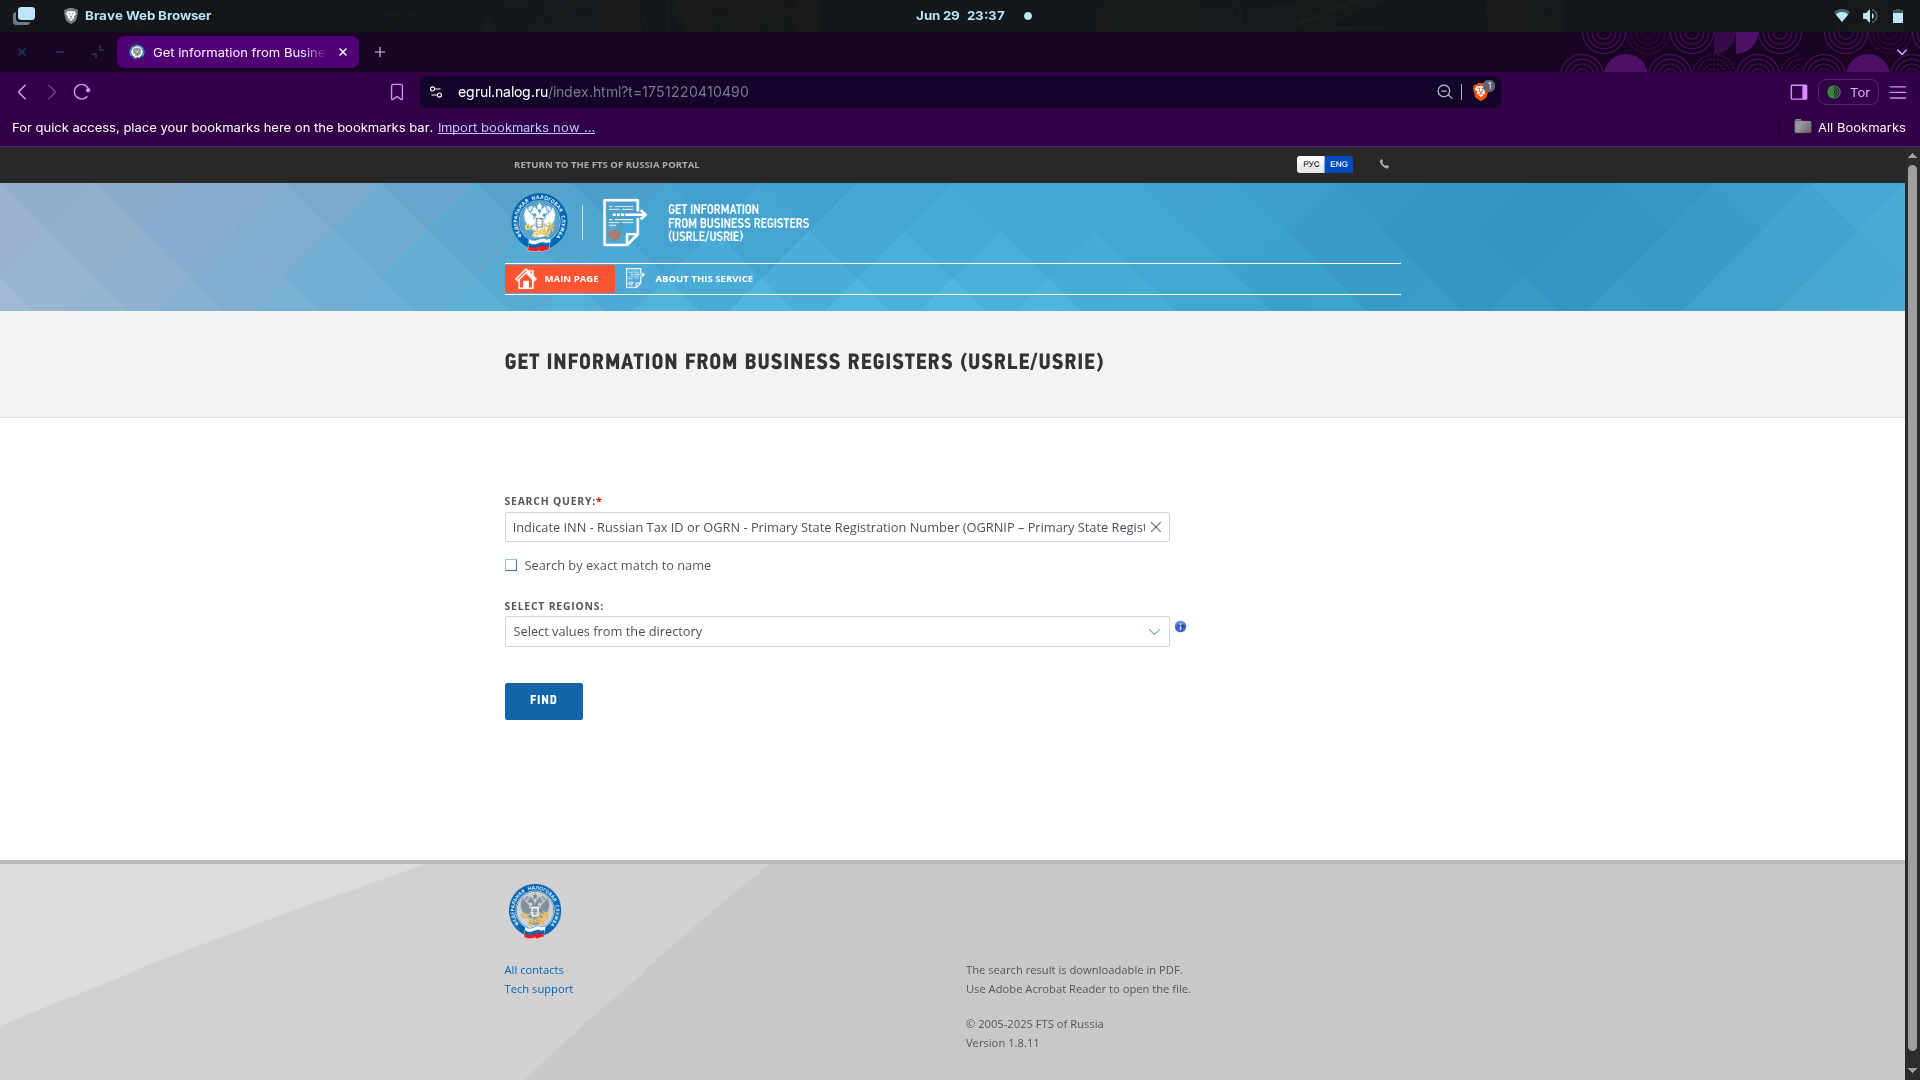 Brave Web Browser
Jun 29 23:37
Get information from Busine
egrul.nalog.ru/index.html?t=1751220410490
1
Tor
For quick access, place your bookmarks here on the bookmarks bar. Import bookmarks now ...
All Bookmarks
RETURN TO THE FTS OF RUSSIA PORTAL
РУС ENG
GET INFORMATION
FROM BUSINESS REGISTERS
(USRLE/USRIE)
MAIN PAGE
ABOUT THIS SERVICE
GET INFORMATION FROM BUSINESS REGISTERS (USRLE/USRIE)
SEARCH QUERY:*
Indicate INN - Russian Tax ID or OGRN - Primary State Registration Number (OGRNIP – Primary State Regist
Search by exact match to name
SELECT REGIONS:
Select values from the directory
FIND
All contacts
Tech support
The search result is downloadable in PDF.
Use Adobe Acrobat Reader to open the file.
© 2005-2025 FTS of Russia
Version 1.8.11